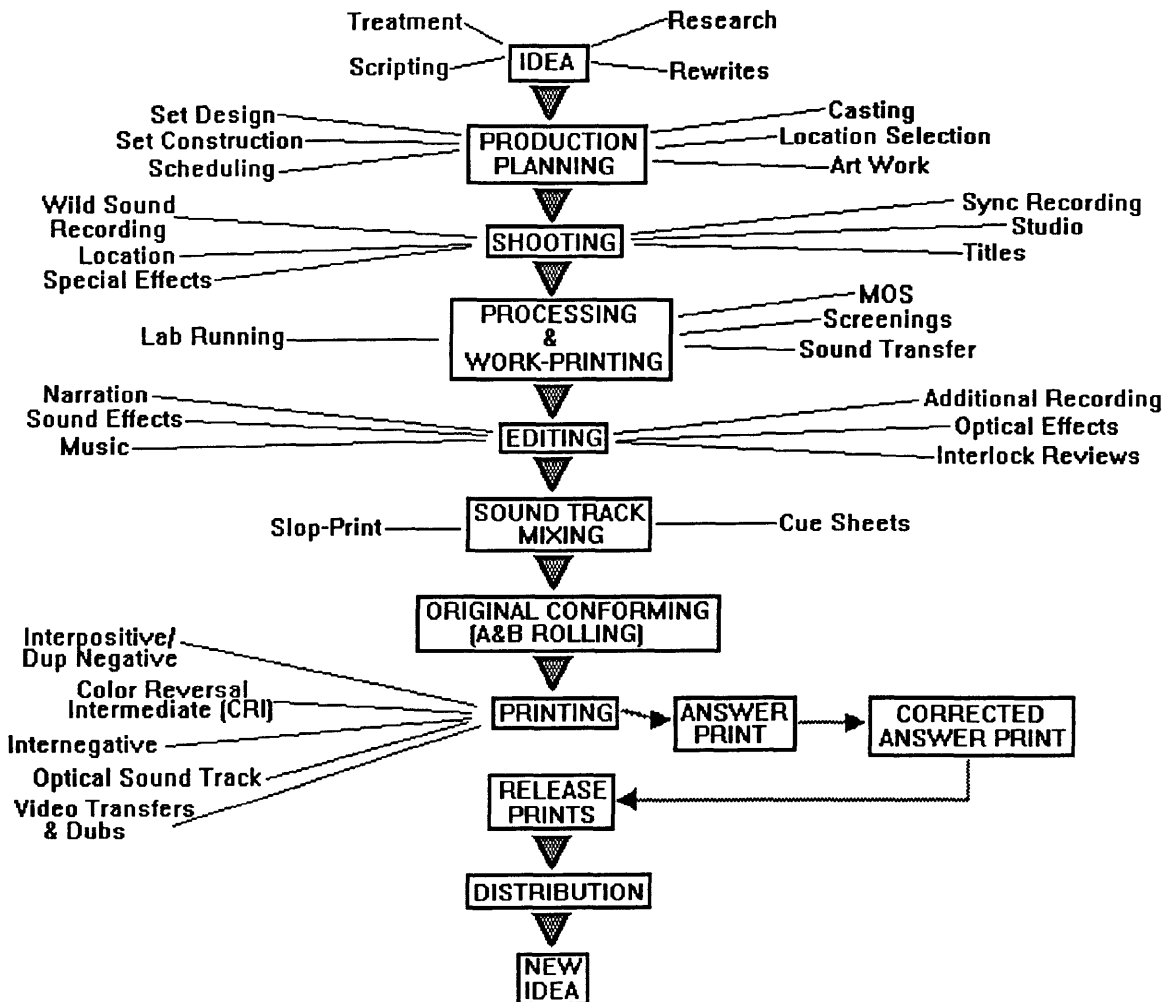 Treatment
Research
IDEA
Scripting
Rewrites
Set Design
Casting
Set Construction
PRODUCTION
Location Selection
Scheduling
PLANNING
Art Work
Wild Sound
Recording
Sync Recording
SHOOTING
Studio
Location
Titles
Special Effects
MOS
PROCESSING
Screenings
&
Lab Running
WORK-PRINTING
Sound Transfer
Narration
Additional Recording
Sound Effects
EDITING
Optical Effects
Music
Interlock Reviews
Slop-Print
SOUND TRACK
MIXING
Cue Sheets
ORIGINAL CONFORMING
(A&B ROLLING)
Interpositive/
Dup Negative
Color Reversal
Intermediate (CRI)
Internegative
Optical Sound Track
Video Transfers
& Dubs
PRINTING
ANSWER
PRINT
CORRECTED
ANSWER PRINT
RELEASE
PRINTS
DISTRIBUTION
NEW
IDEA